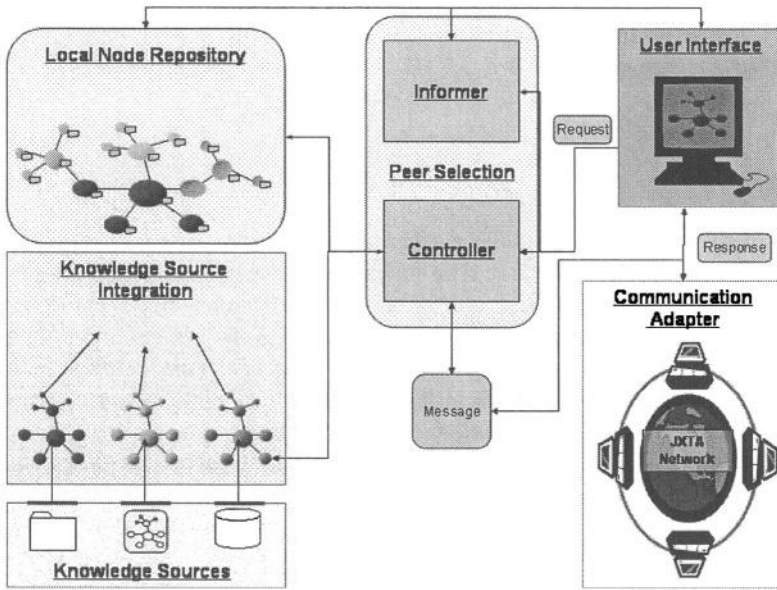 Local Node Repository
Informer
User Interface
Request
Peer Selection
Controller
Response
Knowledge Source
Integration
Communication
Adapter
Message
JXTA
Network
Knowledge Sources